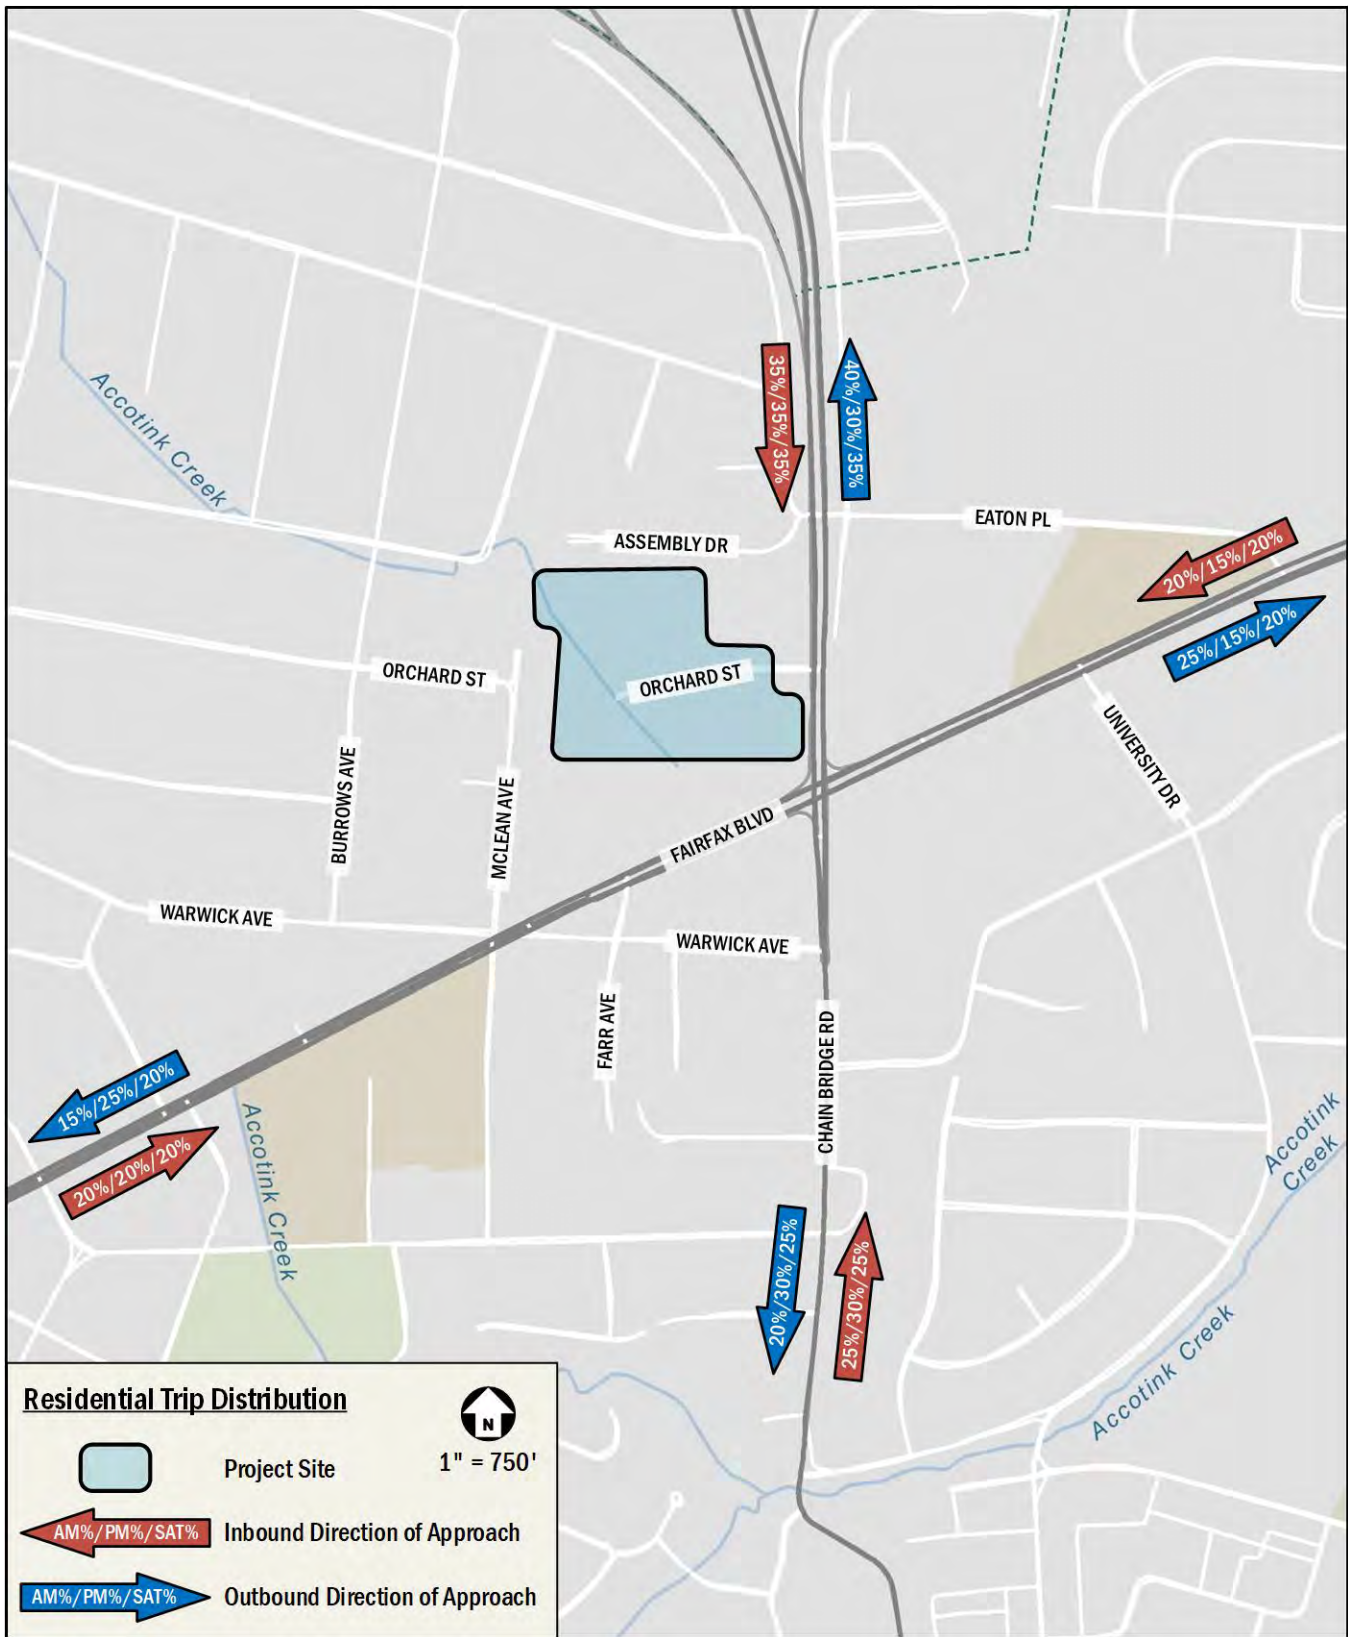 35%/35%/35%
40%/30%/35%
Accotink Creek
EATON PL
ASSEMBLY DR
20%/15%/20%
25%/15%/20%
ORCHARD ST
ORCHARD ST
UNIVERSITY DR
BURROWS AVE
MCLEAN AVE
FAIRFAX BLVD
WARWICK AVE
WARWICK AVE
FARR AVE
CHAIN BRIDGE RD
15%/25%/20%
20%/20%/20%
Accotink Creek
Accotink
Creek
20%/30%/25%
25%/30%/25%
Accotink Creek
Residential Trip Distribution
N
1" = 750'
Project Site
AM%/PM%/SAT%
Inbound Direction of Approach
AM%/PM%/SAT%
Outbound Direction of Approach